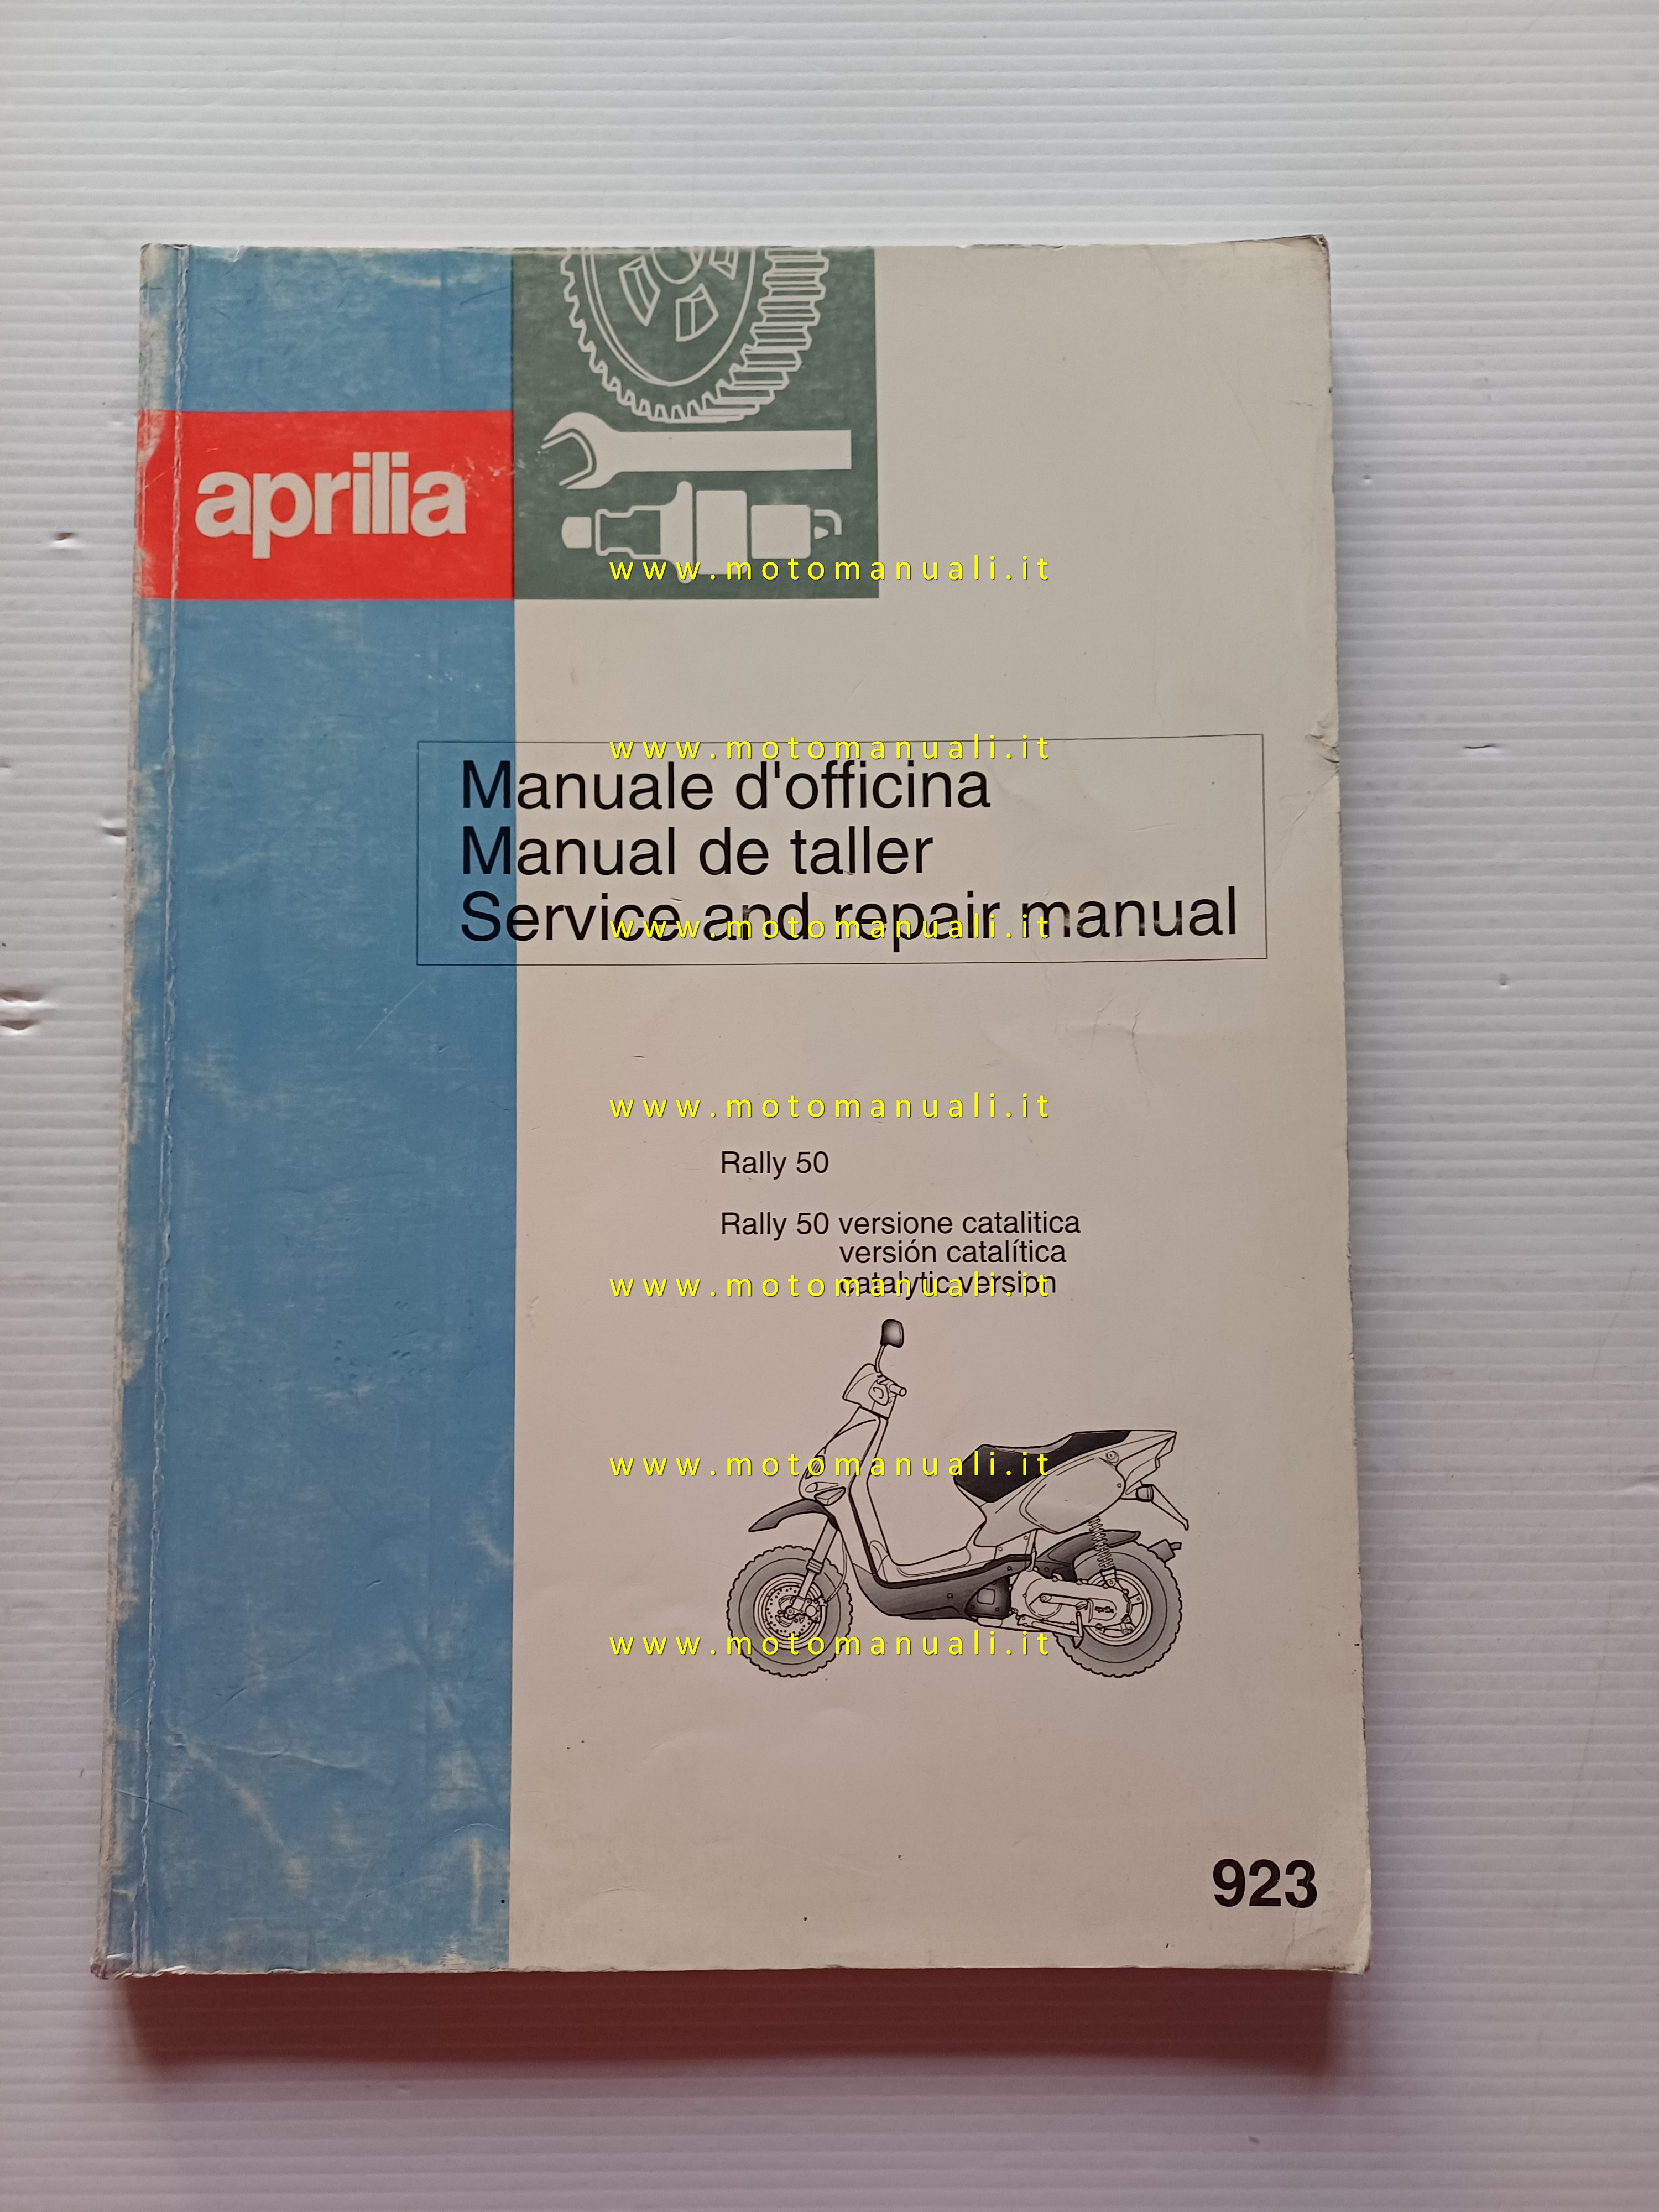 aprilia
www.motomanuali.it
www.motomanuali.it
Manuale d'officina
Manual de taller
Service and repair manual
www.motomanuali.it
www.motomanuali.it
Rally 50
Rally 50 versione catalitica
versión catalítica
catalytic version
www.motomanuali.it
www.motomanuali.it
www.motomanuali.it
923